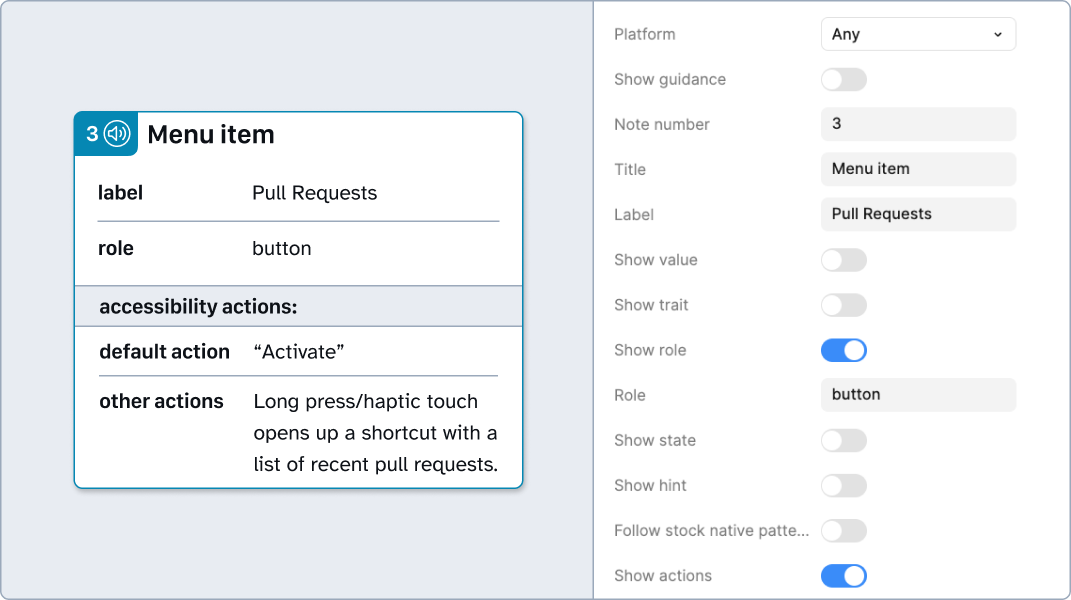 3 Menu item
label Pull Requests
role button
accessibility actions:
default action “Activate”
other actions Long press/haptic touch
opens up a shortcut with a
list of recent pull requests.
Platform Any
Show guidance
Note number 3
Title Menu item
Label Pull Requests
Show value
Show trait
Show role
Role button
Show state
Show hint
Follow stock native patte...
Show actions